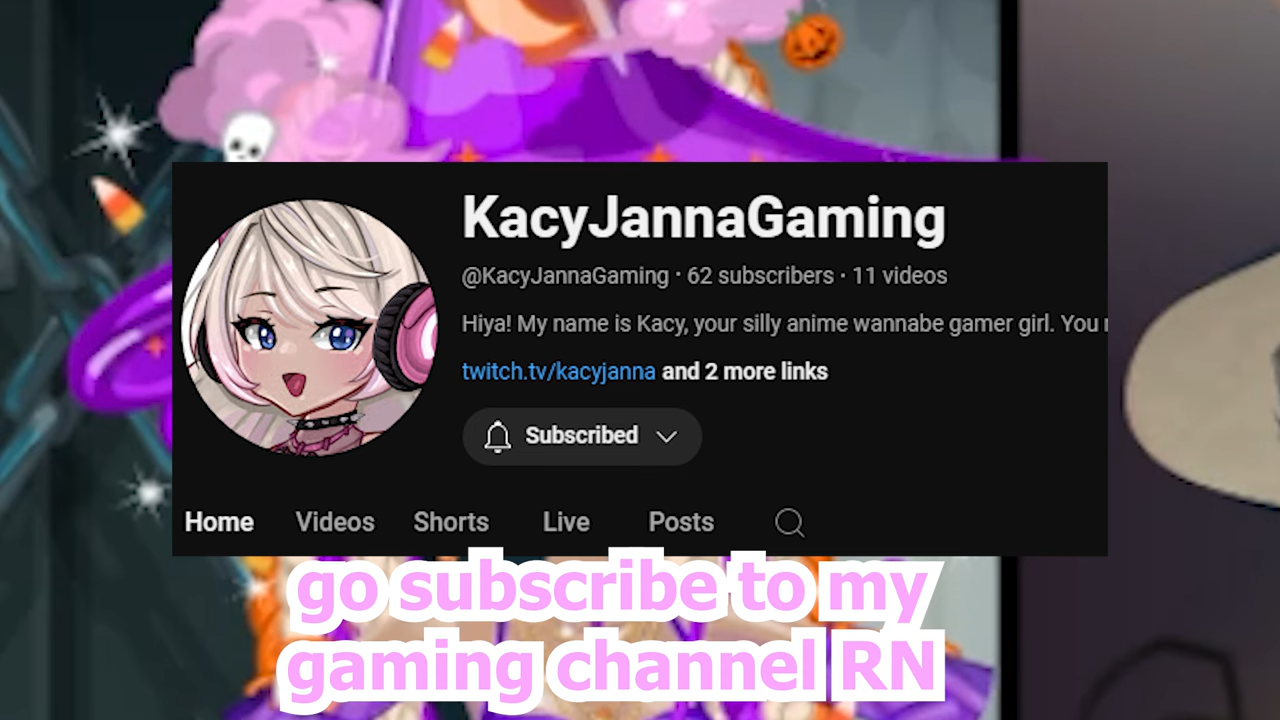 KacyJannaGaming
@KacyJannaGaming · 62 subscribers · 11 videos
Hiya! My name is Kacy, your silly anime wannabe gamer girl. You
twitch.tv/kacyjanna and 2 more links
Subscribed
Home Videos Shorts Live Posts
go subscribe to my
gaming channel RN